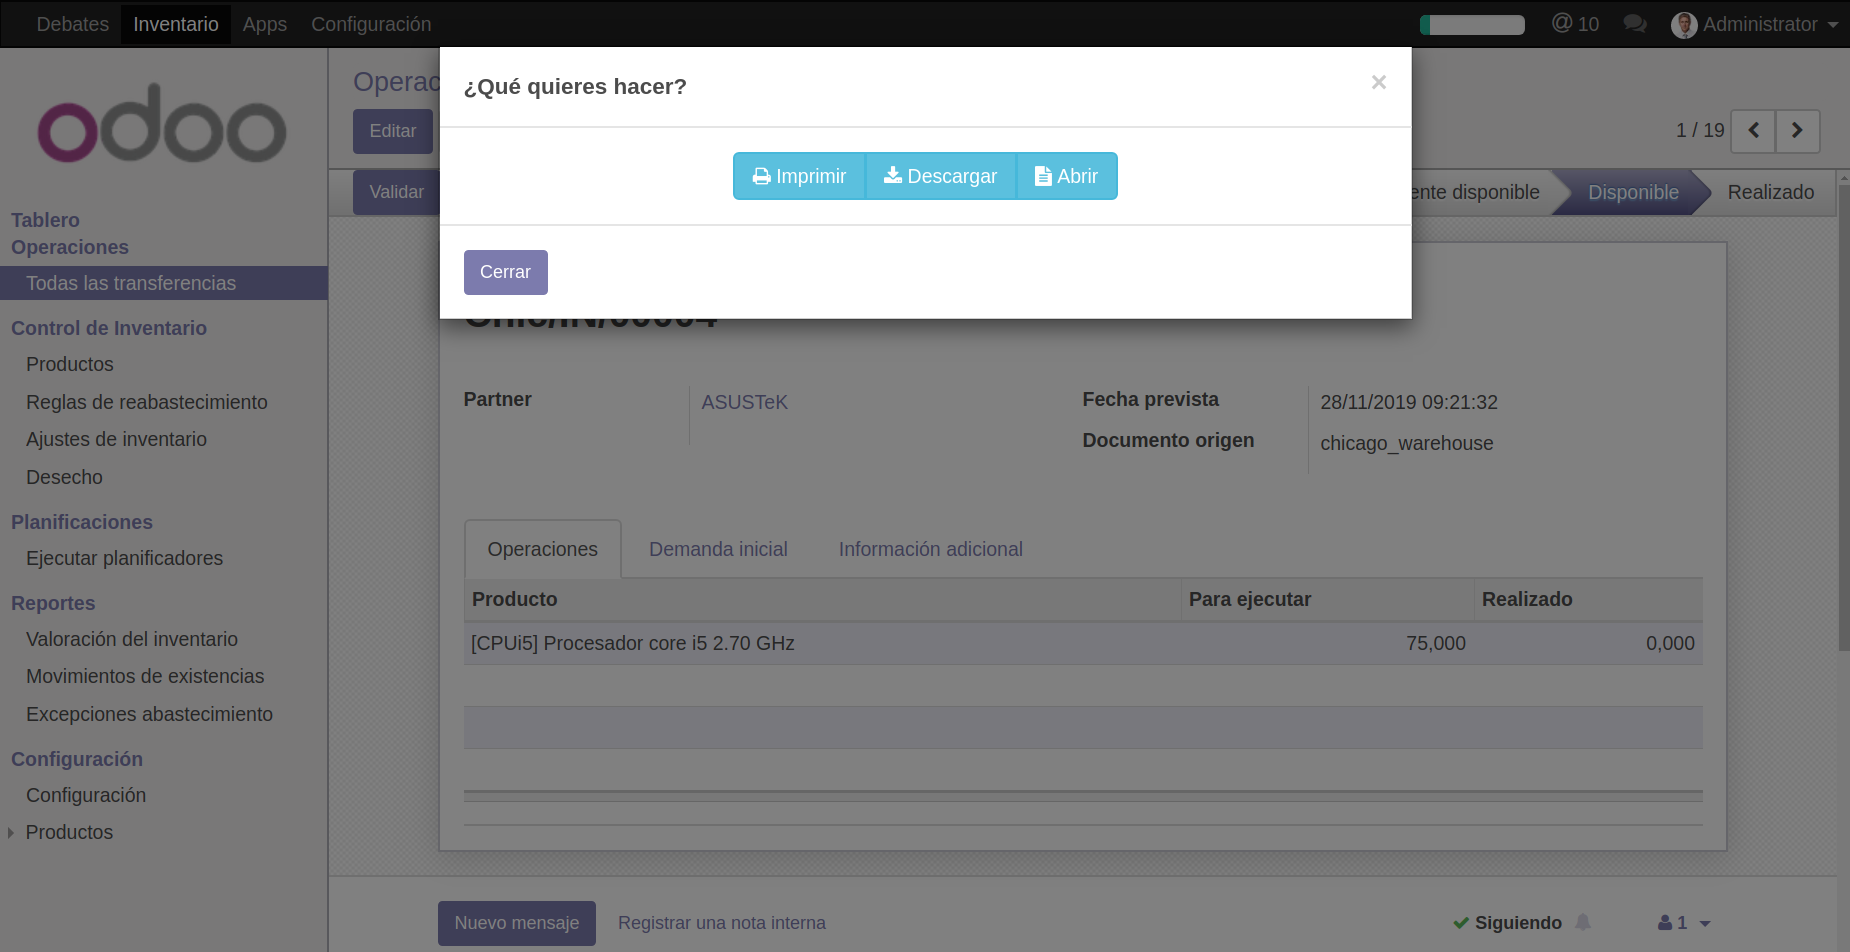 Debates Inventario Apps Configuración @ 10 Administrator
odoo
Tablero
Operaciones
Todas las transferencias
Control de Inventario
Productos
Reglas de reabastecimiento
Ajustes de inventario
Desecho
Planificaciones
Ejecutar planificadores
Reportes
Valoración del inventario
Movimientos de existencias
Excepciones abastecimiento
Configuración
Configuración
Productos
¿Qué quieres hacer? ×
Imprimir Descargar Abrir
Cerrar
Editar 1 / 19
Validar disponible Disponible Realizado
Partner ASUSTeK Fecha prevista 28/11/2019 09:21:32
Documento origen chicago_warehouse
Operaciones Demanda inicial Información adicional
Producto Para ejecutar Realizado
[CPUi5] Procesador core i5 2.70 GHz 75,000 0,000
Nuevo mensaje Registrar una nota interna Siguiendo 1